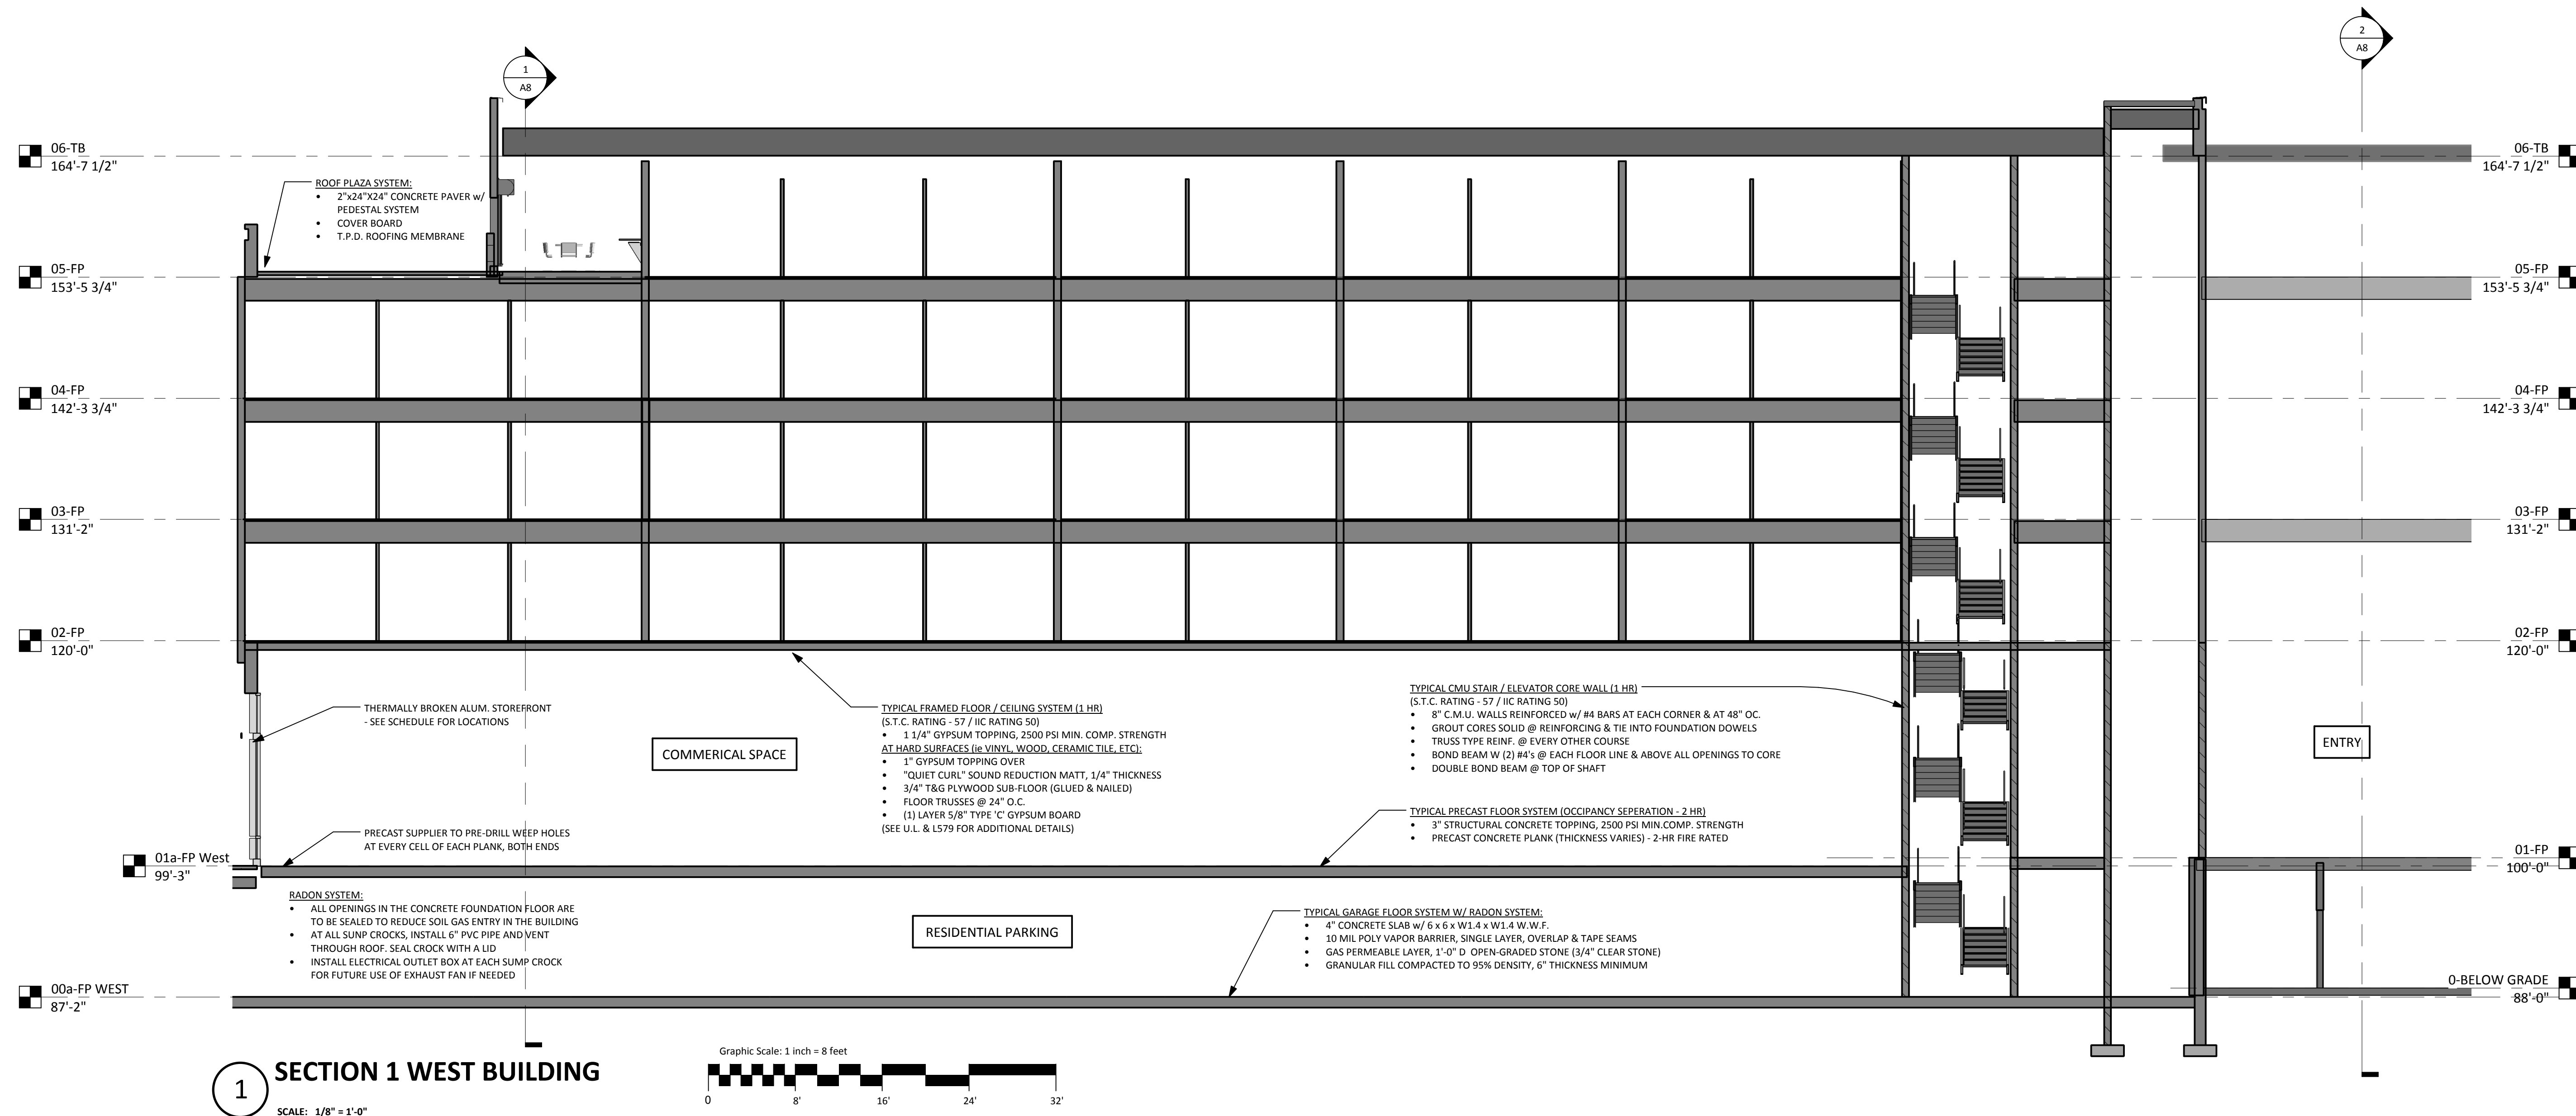 1
A8
2
A8
06-TB
164'-7 1/2"
06-TB
164'-7 1/2"
ROOF PLAZA SYSTEM:
• 2"x24"X24" CONCRETE PAVER w/
PEDESTAL SYSTEM
• COVER BOARD
• T.P.D. ROOFING MEMBRANE
05-FP
153'-5 3/4"
05-FP
153'-5 3/4"
04-FP
142'-3 3/4"
04-FP
142'-3 3/4"
03-FP
131'-2"
03-FP
131'-2"
02-FP
120'-0"
02-FP
120'-0"
THERMALLY BROKEN ALUM. STOREFRONT
- SEE SCHEDULE FOR LOCATIONS
COMMERICAL SPACE
TYPICAL FRAMED FLOOR / CEILING SYSTEM (1 HR)
(S.T.C. RATING - 57 / IIC RATING 50)
• 1 1/4" GYPSUM TOPPING, 2500 PSI MIN. COMP. STRENGTH
AT HARD SURFACES (ie VINYL, WOOD, CERAMIC TILE, ETC):
• 1" GYPSUM TOPPING OVER
• "QUIET CURL" SOUND REDUCTION MATT, 1/4" THICKNESS
• 3/4" T&G PLYWOOD SUB-FLOOR (GLUED & NAILED)
• FLOOR TRUSSES @ 24" O.C.
• (1) LAYER 5/8" TYPE 'C' GYPSUM BOARD
(SEE U.L. & L579 FOR ADDITIONAL DETAILS)
TYPICAL CMU STAIR / ELEVATOR CORE WALL (1 HR)
(S.T.C. RATING - 57 / IIC RATING 50)
• 8" C.M.U. WALLS REINFORCED w/ #4 BARS AT EACH CORNER & AT 48" OC.
• GROUT CORES SOLID @ REINFORCING & TIE INTO FOUNDATION DOWELS
• TRUSS TYPE REINF. @ EVERY OTHER COURSE
• BOND BEAM W (2) #4's @ EACH FLOOR LINE & ABOVE ALL OPENINGS TO CORE
• DOUBLE BOND BEAM @ TOP OF SHAFT
ENTRY
PRECAST SUPPLIER TO PRE-DRILL WEEP HOLES
AT EVERY CELL OF EACH PLANK, BOTH ENDS
TYPICAL PRECAST FLOOR SYSTEM (OCCUPANCY SEPERATION - 2 HR)
• 3" STRUCTURAL CONCRETE TOPPING, 2500 PSI MIN.COMP. STRENGTH
• PRECAST CONCRETE PLANK (THICKNESS VARIES) - 2-HR FIRE RATED
01a-FP West
99'-3"
01-FP
100'-0"
RADON SYSTEM:
• ALL OPENINGS IN THE CONCRETE FOUNDATION FLOOR ARE
TO BE SEALED TO REDUCE SOIL GAS ENTRY IN THE BUILDING
• AT ALL SUNP CROCKS, INSTALL 6" PVC PIPE AND VENT
THROUGH ROOF. SEAL CROCK WITH A LID
• INSTALL ELECTRICAL OUTLET BOX AT EACH SUMP CROCK
FOR FUTURE USE OF EXHAUST FAN IF NEEDED
RESIDENTIAL PARKING
TYPICAL GARAGE FLOOR SYSTEM W/ RADON SYSTEM:
• 4" CONCRETE SLAB w/ 6 x 6 x W1.4 x W1.4 W.W.F.
• 10 MIL POLY VAPOR BARRIER, SINGLE LAYER, OVERLAP & TAPE SEAMS
• GAS PERMEABLE LAYER, 1'-0" D OPEN-GRADED STONE (3/4" CLEAR STONE)
• GRANULAR FILL COMPACTED TO 95% DENSITY, 6" THICKNESS MINIMUM
00a-FP WEST
87'-2"
0-BELOW GRADE
88'-0"
1
SECTION 1 WEST BUILDING
SCALE: 1/8" = 1'-0"
Graphic Scale: 1 inch = 8 feet
0 8' 16' 24' 32'